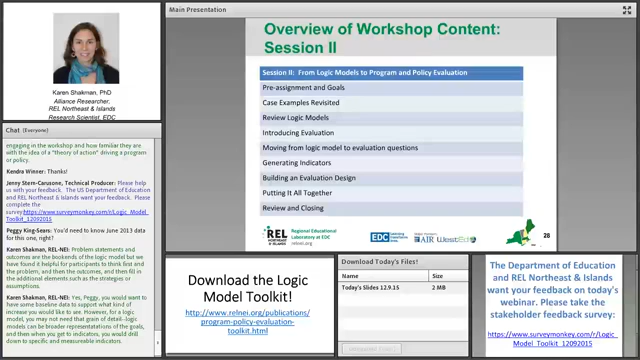 Main Presentation
Karen Shakman, PhD
Alliance Researcher,
REL Northeast & Islands
Research Scientist, EDC
Chat (Everyone)
engaging in the workshop and how familiar they are
with the idea of a "theory of action" driving a program
or policy.
Kendra Winner: Thanks!
Jenny Stern-Carusone, Technical Producer: Please help
us with your feedback. The US Department of Education
and REL Northeast & Islands want your feedback. Please
complete the
survey:https://www.surveymonkey.com/r/Logic_Model_
Toolkit_12092015
Peggy King-Sears: You'd need to know June 2013 data
for this one, right?
Karen Shakman, REL-NEI: Problem statements and
outcomes are the bookends of the logic model, but we
have found it helpful for participants to think first
and the problem, and then the outcomes, and then fill in
the additional elements such as the strategies or
assumptions.
Karen Shakman, REL-NEI: Yes, Peggy, you would want to
have some baseline data to support what kind of
increase you would like to see. However, for a logic
model, you may not need that grain of detail--logic
models can be broader representations of the goals,
and then when you get to indicators, you would drill
down to specific and measurable indicators.
Overview of Workshop Content:
Session II
Session II: From Logic Models to Program and Policy Evaluation
Pre-assignment and Goals
Case Examples Revisited
Review Logic Models
Introducing Evaluation
Moving from logic model to evaluation questions
Generating Indicators
Building an Evaluation Design
Putting It All Together
Review and Closing
REL
NORTHEAST
& ISLANDS
Regional Educational
Laboratory at EDC
relnei.org
EDC
AIR
WestEd
28
Download the Logic
Model Toolkit!
http://www.relnei.org/publications/
program-policy-evaluation-
toolkit.html
Download Today's Files!
Name
Size
Today's Slides 12.9.15
2 MB
The Department of Education
and REL Northeast & Islands
want your feedback on today's
webinar. Please take the
stakeholder feedback survey:
https://www.surveymonkey.com/r/Logic_
Model_Toolkit_12092015